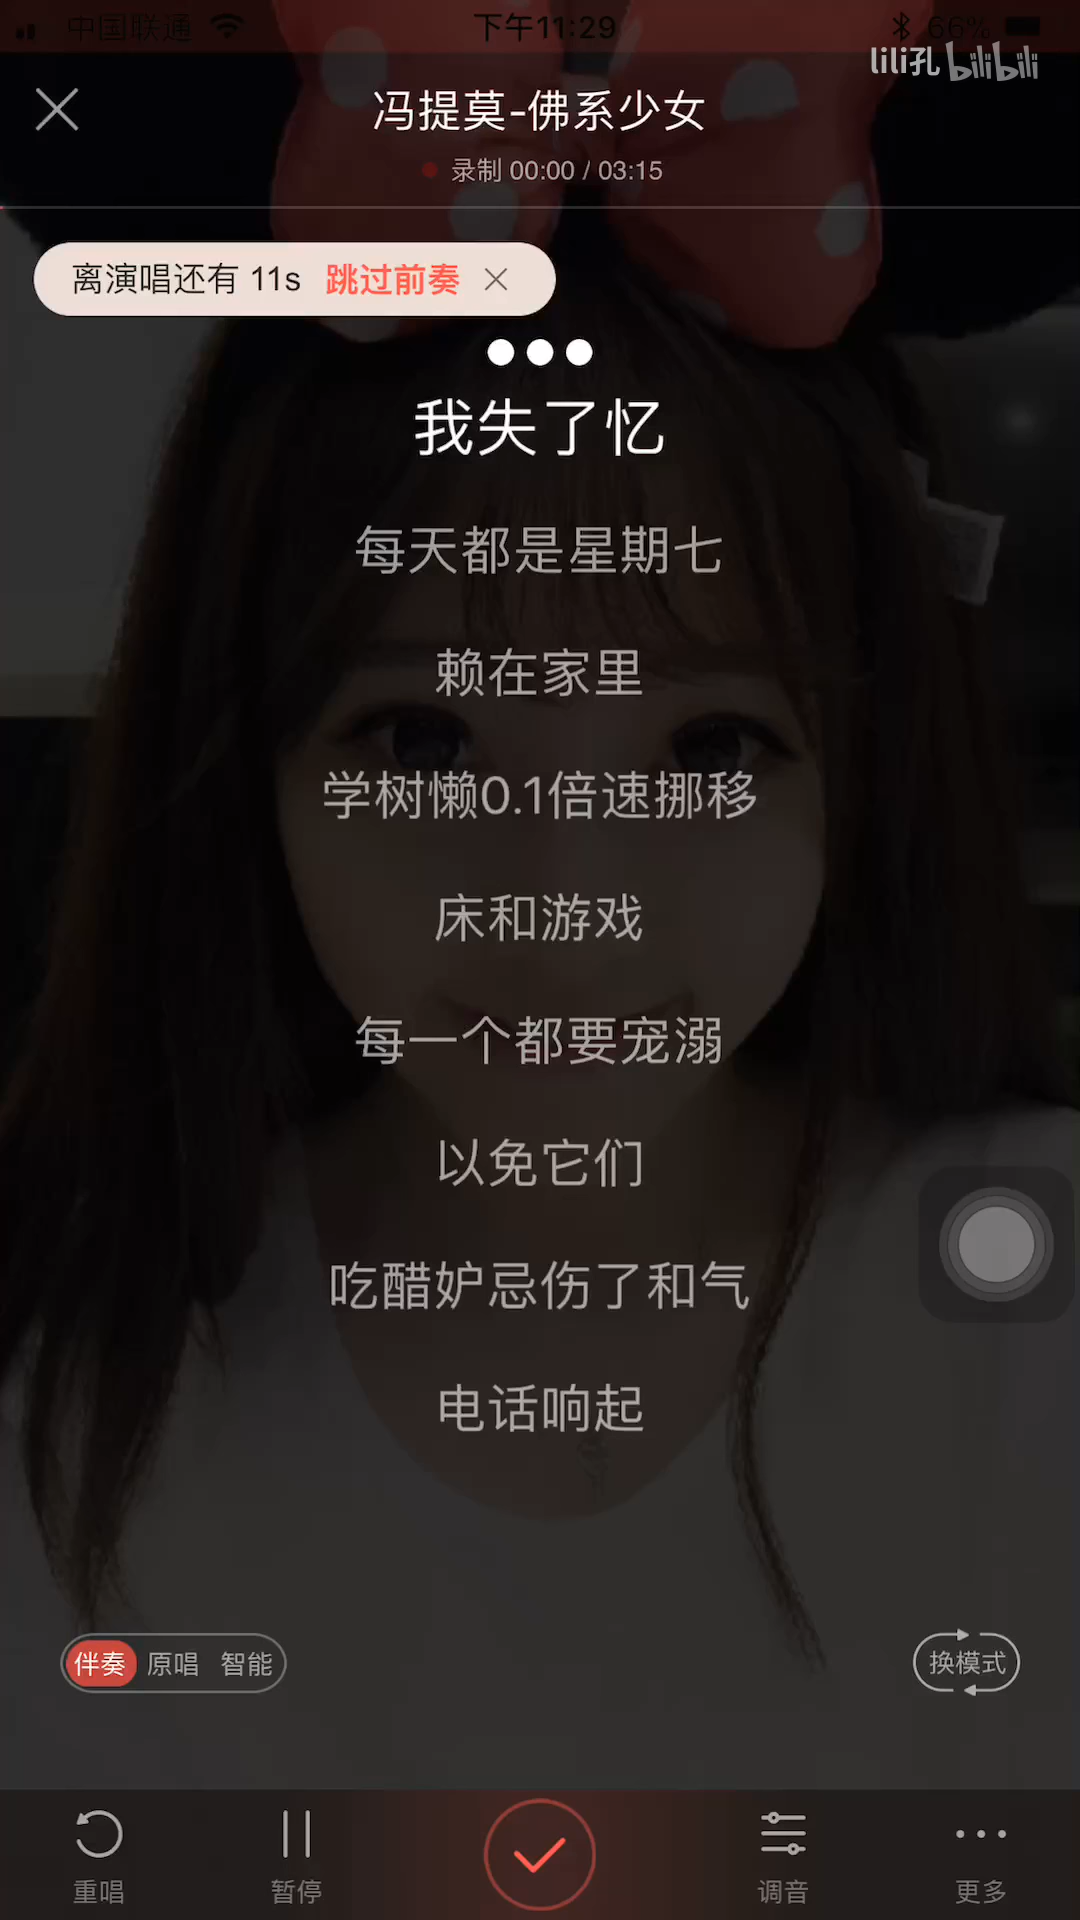 中国联通 下午11:29 66%
lili孔 bilibili
冯提莫-佛系少女
录制 00:00 / 03:15
离演唱还有 11s 跳过前奏
我失了忆
每天都是星期七
赖在家里
学树懒0.1倍速挪移
床和游戏
每一个都要宠溺
以免它们
吃醋妒忌伤了和气
电话响起
伴奏 原唱 智能 换模式
重唱 暂停 调音 更多